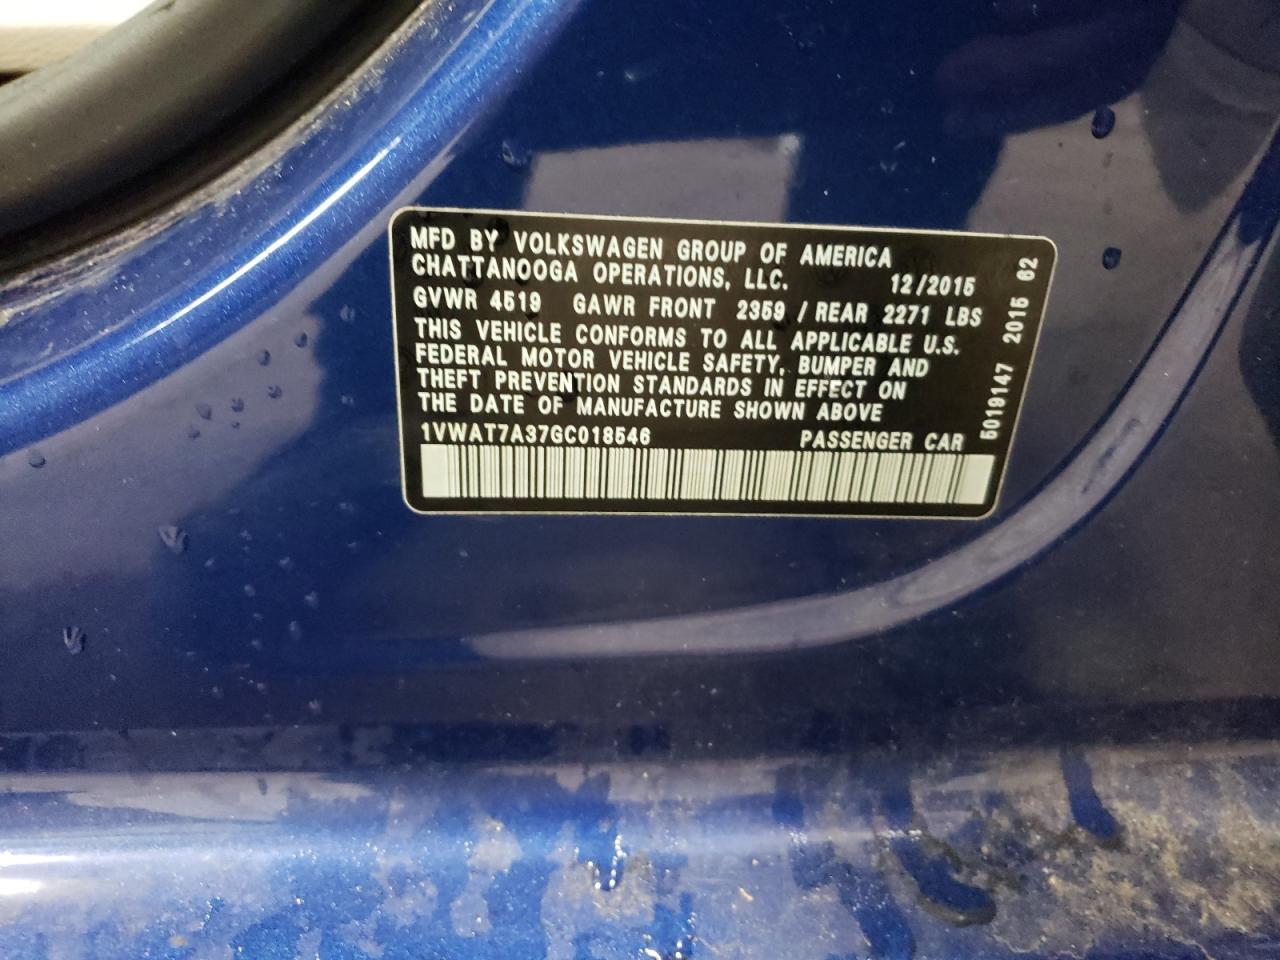 MFD BY VOLKSWAGEN GROUP OF AMERICA
CHATTANOOGA OPERATIONS, LLC. 12/2015
GVWR 4519 GAWR FRONT 2359 / REAR 2271 LBS
THIS VEHICLE CONFORMS TO ALL APPLICABLE U.S.
FEDERAL MOTOR VEHICLE SAFETY, BUMPER AND
THEFT PREVENTION STANDARDS IN EFFECT ON
THE DATE OF MANUFACTURE SHOWN ABOVE
1VWAT7A37GC018546 PASSENGER CAR
5019147 2015 62